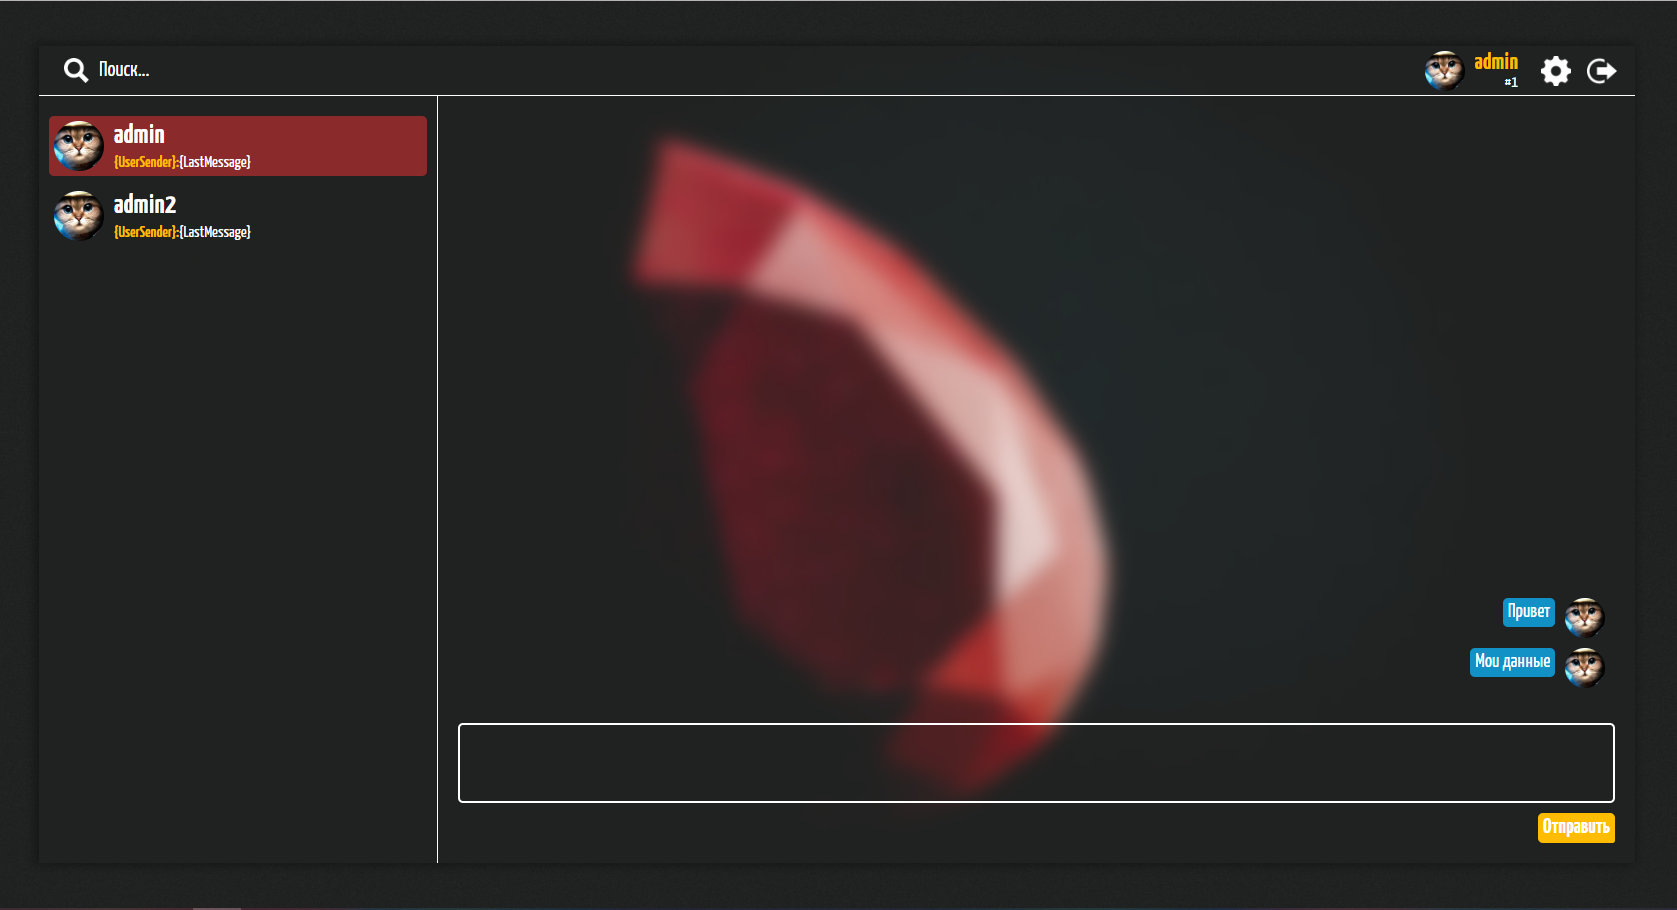 Поиск...
admin
#1
admin
{UserSender}:{LastMessage}
admin2
{UserSender}:{LastMessage}
Привет
Мои данные
Отправить